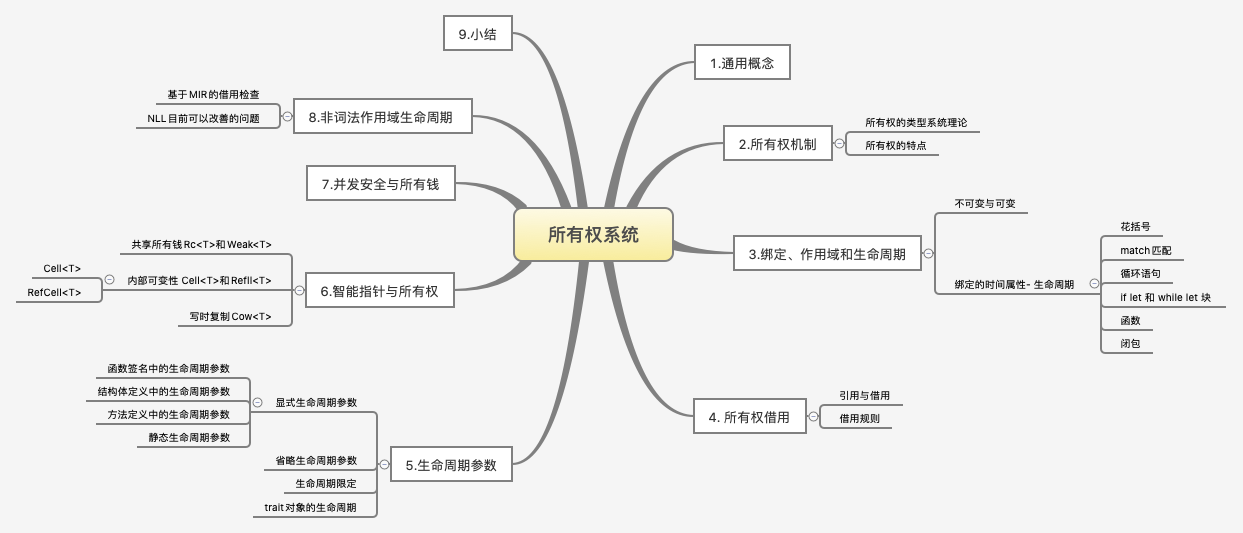 所有权系统
1.通用概念
2.所有权机制
所有权的类型系统理论
所有权的特点
3.绑定、作用域和生命周期
不可变与可变
绑定的时间属性- 生命周期
花括号
match 匹配
循环语句
if let 和 while let 块
函数
闭包
4. 所有权借用
引用与借用
借用规则
5.生命周期参数
显式生命周期参数
函数签名中的生命周期参数
结构体定义中的生命周期参数
方法定义中的生命周期参数
静态生命周期参数
省略生命周期参数
生命周期限定
trait 对象的生命周期
6.智能指针与所有权
共享所有钱 Rc<T>和 Weak<T>
内部可变性 Cell<T>和 Refll<T>
Cell<T>
RefCell<T>
写时复制 Cow<T>
7.并发安全与所有钱
8.非词法作用域生命周期
基于 MIR 的借用检查
NLL 目前可以改善的问题
9.小结